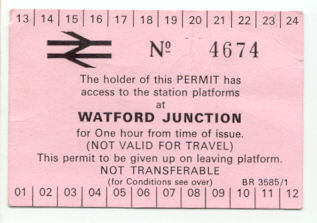 13 14 15 16 17 18 19 20 21 22 23 24
Nº 4674
The holder of this PERMIT has
access to the station platforms
at
WATFORD JUNCTION
for One hour from time of issue.
(NOT VALID FOR TRAVEL)
This permit to be given up on leaving platform.
NOT TRANSFERABLE
(for Conditions see over) BR 3585/1
01 02 03 04 05 06 07 08 09 10 11 12